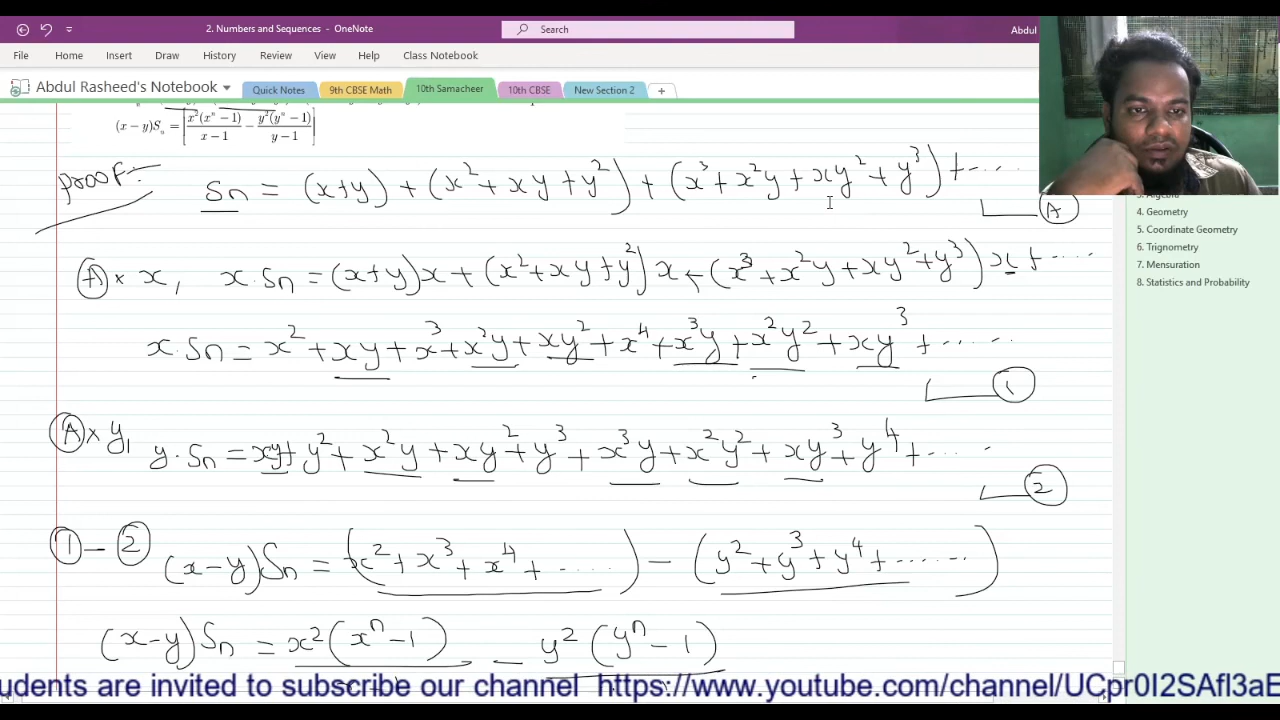 2. Numbers and Sequences - OneNote
Search
Abdul
File Home Insert Draw History Review View Help Class Notebook
Abdul Rasheed's Notebook
Quick Notes 9th CBSE Math 10th Samacheer 10th CBSE New Section 2 +
(x − y)Sₙ = [x²(xⁿ − 1)/(x − 1) − y²(yⁿ − 1)/(y − 1)]
proof:
Sn = (x+y) + (x² + xy + y²) + (x³ + x²y + xy² + y³) + ....
A
4. Geometry
5. Coordinate Geometry
6. Trignometry
7. Mensuration
8. Statistics and Probability
A × x, x.Sn = (x+y)x + (x² + xy + y²)x + (x³ + x²y + xy² + y³)x + ....
x.Sn = x² + xy + x³ + x²y + xy² + x⁴ + x³y + x²y² + xy³ + ......
1
A × y, y.Sn = xy + y² + x²y + xy² + y³ + x³y + x²y² + xy³ + y⁴ + ....
2
1 − 2
(x−y)Sn = (x² + x³ + x⁴ + .....) − (y² + y³ + y⁴ + ......)
(x−y)Sn = x²(xⁿ−1) − y²(yⁿ−1)
udents are invited to subscribe our channel https://www.youtube.com/channel/UCpr0I2SAfl3aE